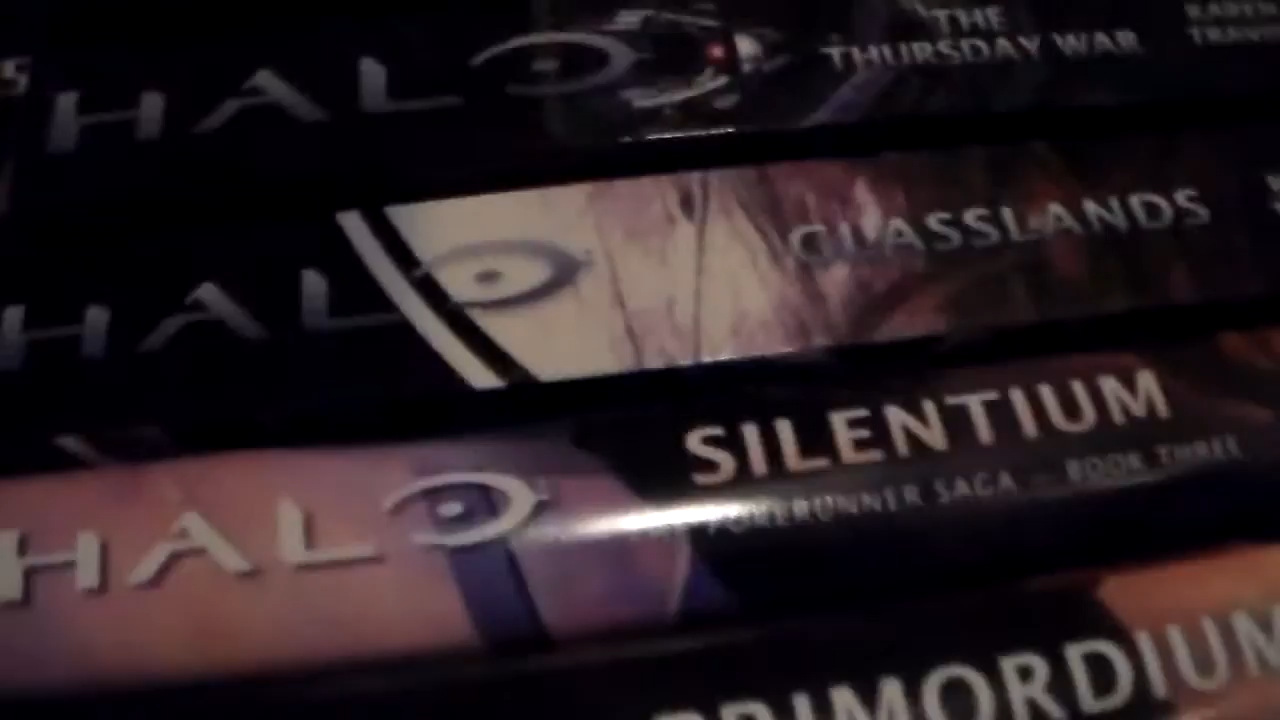 HALO
THE
THURSDAY WAR
HALO
GLASSLANDS
HALO
SILENTIUM
FORERUNNER SAGA — BOOK THREE
PRIMORDIUM